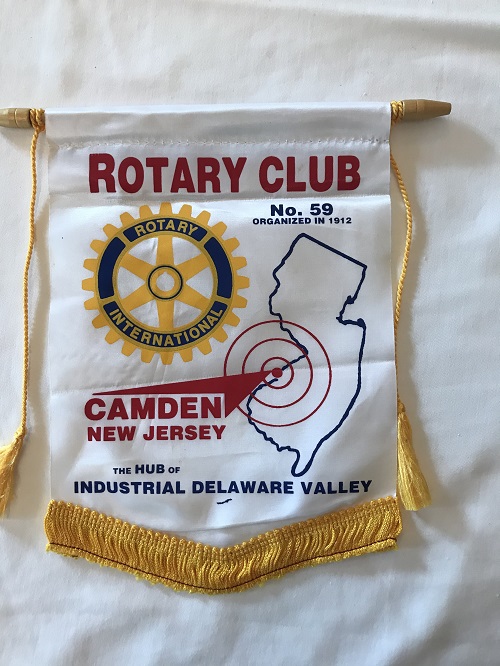 ROTARY CLUB
No. 59
ORGANIZED IN 1912
ROTARY
INTERNATIONAL
CAMDEN
NEW JERSEY
THE HUB OF
INDUSTRIAL DELAWARE VALLEY